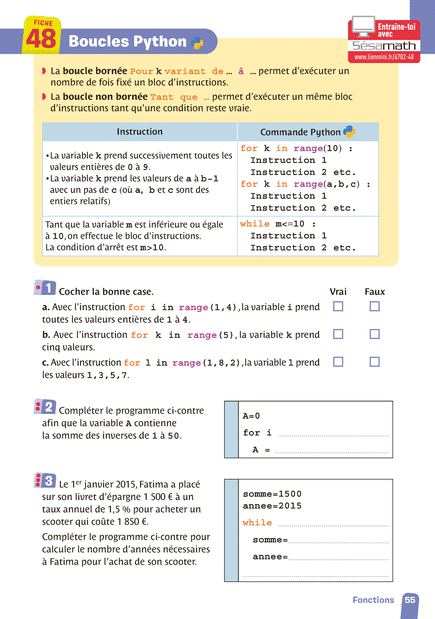 FICHE
48 Boucles Python
Entraîne-toi
avec
Sésamath
www.lienmini.fr/6702-48
La boucle bornée Pour k variant de … à … permet d'exécuter un
nombre de fois fixé un bloc d'instructions.
La boucle non bornée Tant que … permet d'exécuter un même bloc
d'instructions tant qu'une condition reste vraie.
Instruction
Commande Python
•La variable k prend successivement toutes les
valeurs entières de 0 à 9.
•La variable k prend les valeurs de a à b-1
avec un pas de c (où a, b et c sont des
entiers relatifs)
for k in range(10) :
Instruction 1
Instruction 2 etc.
for k in range(a,b,c) :
Instruction 1
Instruction 2 etc.
Tant que la variable m est inférieure ou égale
à 10, on effectue le bloc d'instructions.
La condition d'arrêt est m>10.
while m<=10 :
Instruction 1
Instruction 2 etc.
1 Cocher la bonne case. Vrai Faux
a. Avec l'instruction for i in range(1,4), la variable i prend
toutes les valeurs entières de 1 à 4.
b. Avec l'instruction for k in range(5), la variable k prend
cinq valeurs.
c. Avec l'instruction for l in range(1,8,2), la variable l prend
les valeurs 1,3,5,7.
2 Compléter le programme ci-contre
afin que la variable A contienne
la somme des inverses de 1 à 50.
A=0
for i
A =
3 Le 1er janvier 2015, Fatima a placé
sur son livret d'épargne 1 500 € à un
taux annuel de 1,5 % pour acheter un
scooter qui coûte 1 850 €.
Compléter le programme ci-contre pour
calculer le nombre d'années nécessaires
à Fatima pour l'achat de son scooter.
somme=1500
annee=2015
while
somme=
annee=
Fonctions 55